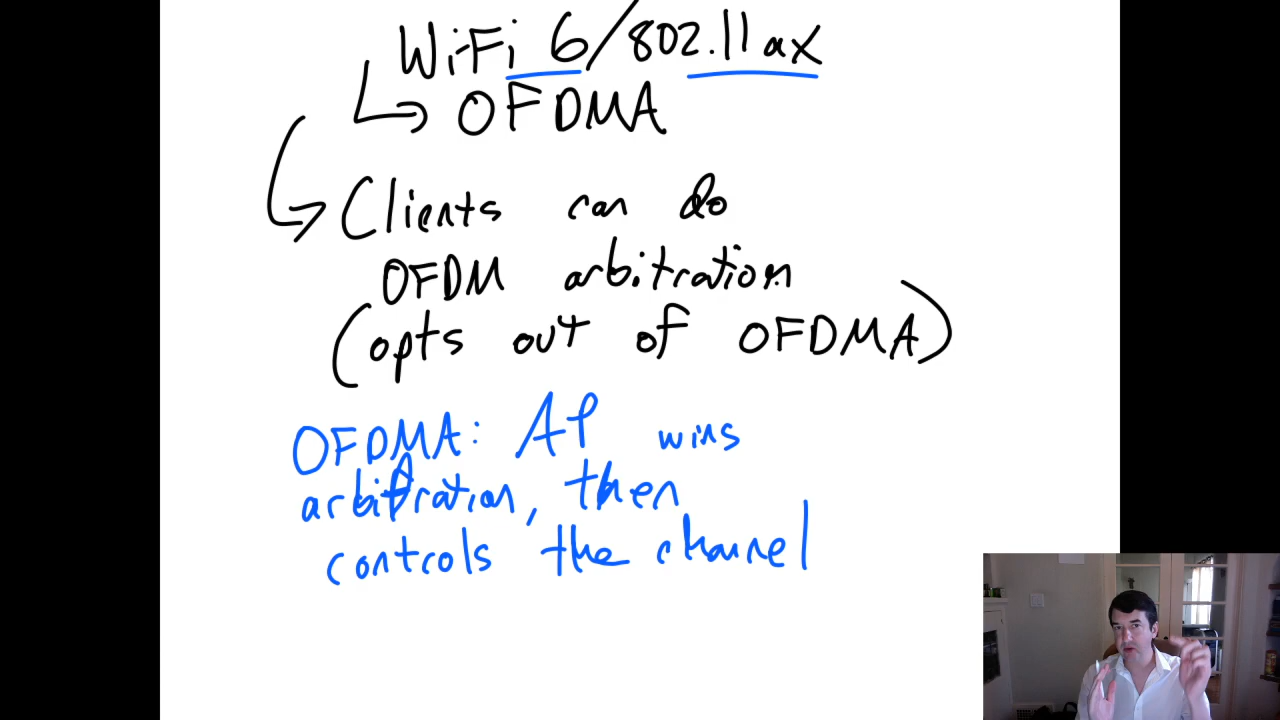 WiFi 6/802.11ax
OFDMA
Clients can do
OFDM arbitration
(opts out of OFDMA)
OFDMA: AP wins
arbitration, then
controls the channel